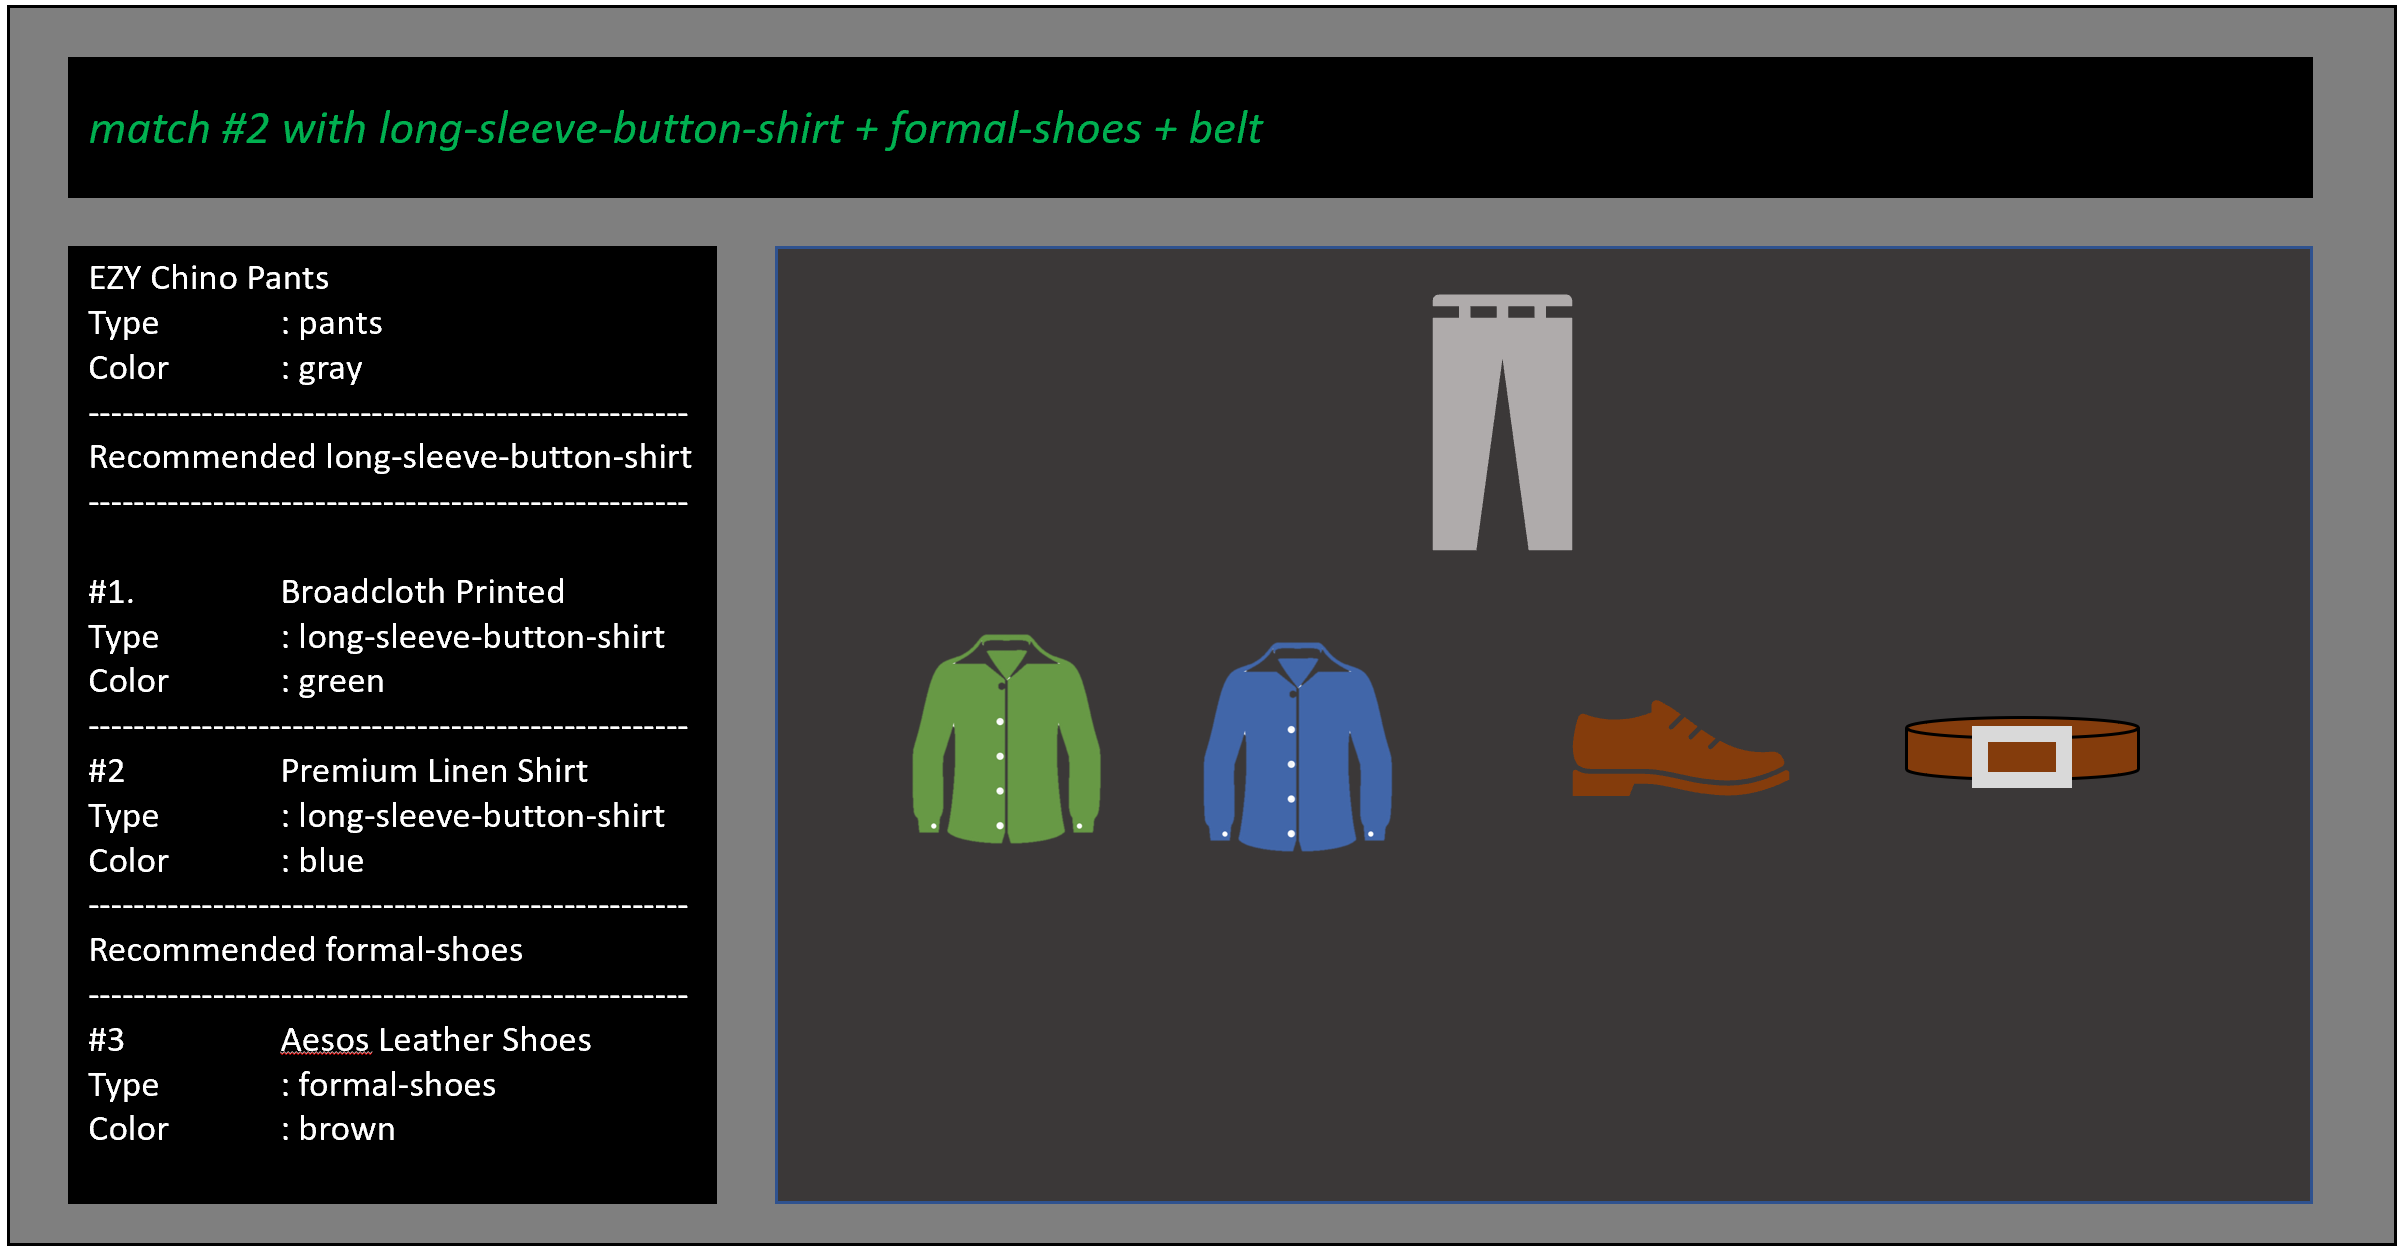 match #2 with long-sleeve-button-shirt + formal-shoes + belt
EZY Chino Pants
Type : pants
Color : gray
-----------------------------------------------------
Recommended long-sleeve-button-shirt
-----------------------------------------------------
#1. Broadcloth Printed
Type : long-sleeve-button-shirt
Color : green
-----------------------------------------------------
#2 Premium Linen Shirt
Type : long-sleeve-button-shirt
Color : blue
-----------------------------------------------------
Recommended formal-shoes
-----------------------------------------------------
#3 Aesos Leather Shoes
Type : formal-shoes
Color : brown